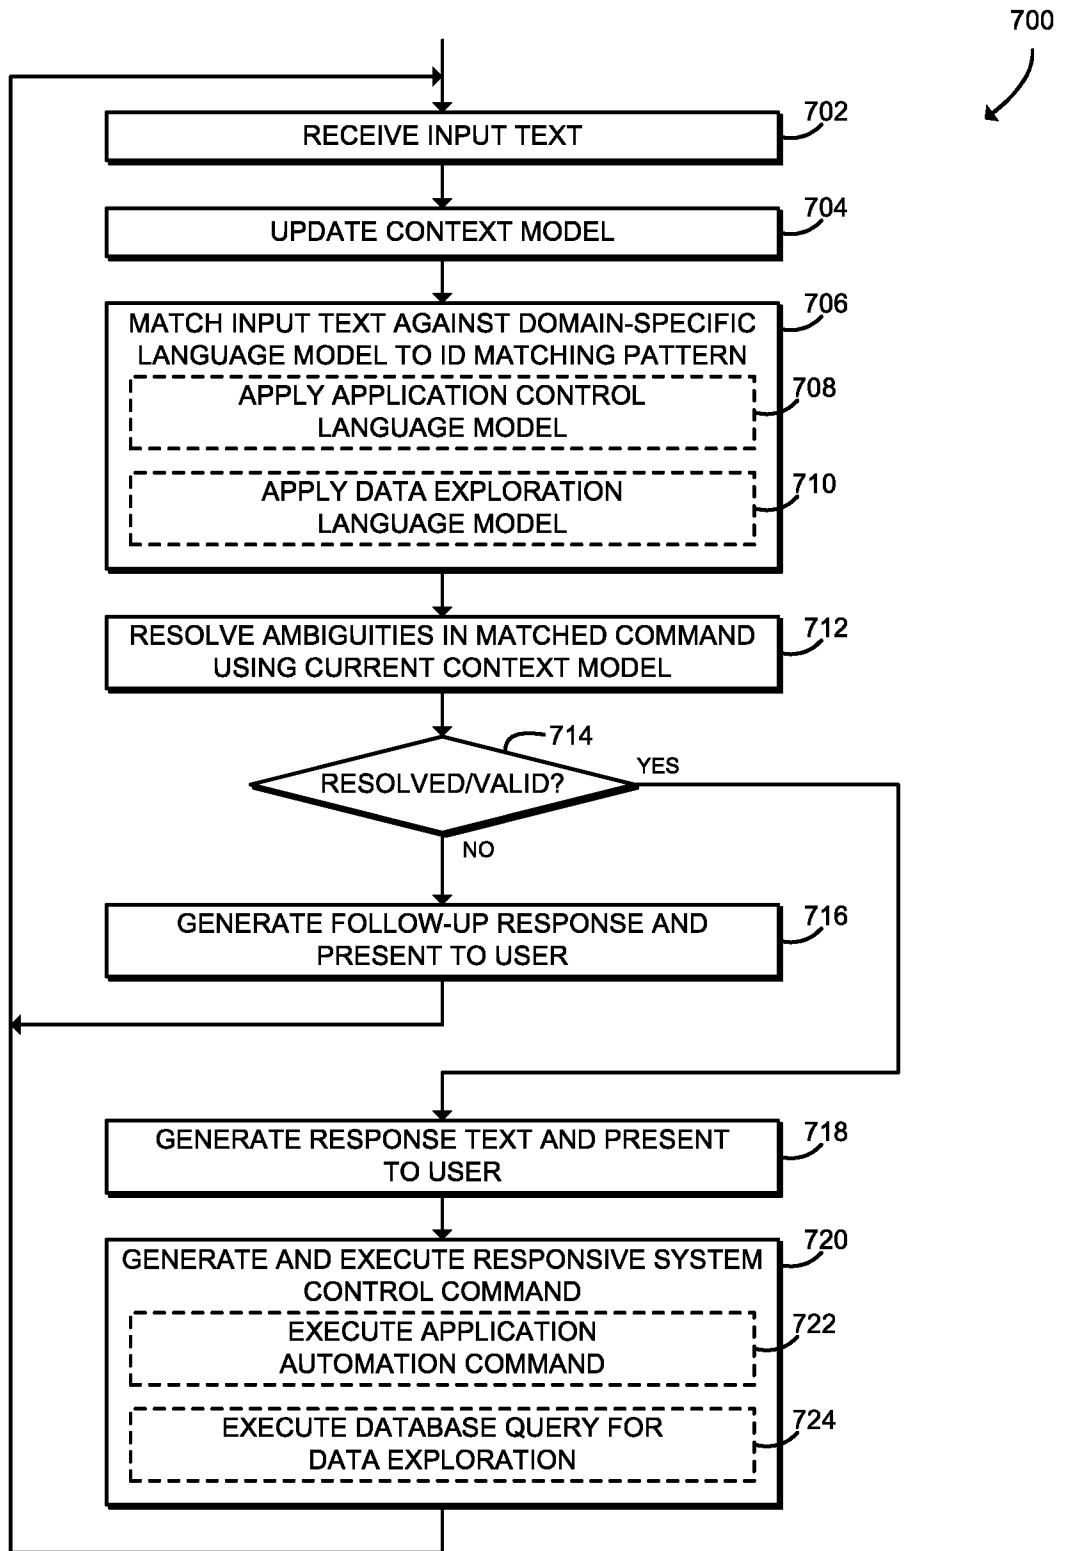 700
702
RECEIVE INPUT TEXT
704
UPDATE CONTEXT MODEL
706
MATCH INPUT TEXT AGAINST DOMAIN-SPECIFIC
LANGUAGE MODEL TO ID MATCHING PATTERN
708
APPLY APPLICATION CONTROL
LANGUAGE MODEL
710
APPLY DATA EXPLORATION
LANGUAGE MODEL
712
RESOLVE AMBIGUITIES IN MATCHED COMMAND
USING CURRENT CONTEXT MODEL
714
RESOLVED/VALID?
YES
NO
716
GENERATE FOLLOW-UP RESPONSE AND
PRESENT TO USER
718
GENERATE RESPONSE TEXT AND PRESENT
TO USER
720
GENERATE AND EXECUTE RESPONSIVE SYSTEM
CONTROL COMMAND
722
EXECUTE APPLICATION
AUTOMATION COMMAND
724
EXECUTE DATABASE QUERY FOR
DATA EXPLORATION